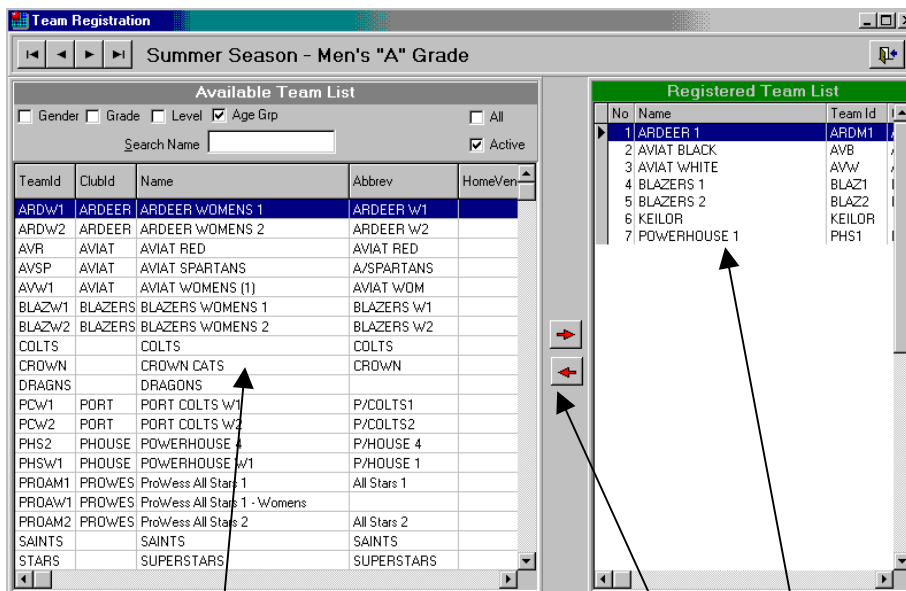 Team Registration
Summer Season - Men's "A" Grade
Available Team List
Gender Grade Level Age Grp All
Search Name Active
TeamId ClubId Name Abbrev HomeVen
ARDW1 ARDEER ARDEER WOMENS 1 ARDEER W1
ARDW2 ARDEER ARDEER WOMENS 2 ARDEER W2
AVR AVIAT AVIAT RED AVIAT RED
AVSP AVIAT AVIAT SPARTANS A/SPARTANS
AVW1 AVIAT AVIAT WOMENS (1) AVIAT WOM
BLAZW1 BLAZERS BLAZERS WOMENS 1 BLAZERS W1
BLAZW2 BLAZERS BLAZERS WOMENS 2 BLAZERS W2
COLTS COLTS COLTS
CROWN CROWN CATS CROWN
DRAGNS DRAGONS
PCW1 PORT PORT COLTS W1 P/COLTS1
PCW2 PORT PORT COLTS W2 P/COLTS2
PHS2 PHOUSE POWERHOUSE 4 P/HOUSE 4
PHSW1 PHOUSE POWERHOUSE W1 P/HOUSE 1
PROAM1 PROWES ProWess All Stars 1 All Stars 1
PROAW1 PROWES ProWess All Stars 1 - Womens
PROAM2 PROWES ProWess All Stars 2 All Stars 2
SAINTS SAINTS SAINTS
STARS SUPERSTARS SUPERSTARS
Registered Team List
No Name Team Id
1 ARDEER 1 ARDM1
2 AVIAT BLACK AVB
3 AVIAT WHITE AVW
4 BLAZERS 1 BLAZ1
5 BLAZERS 2 BLAZ2
6 KEILOR KEILOR
7 POWERHOUSE 1 PHS1